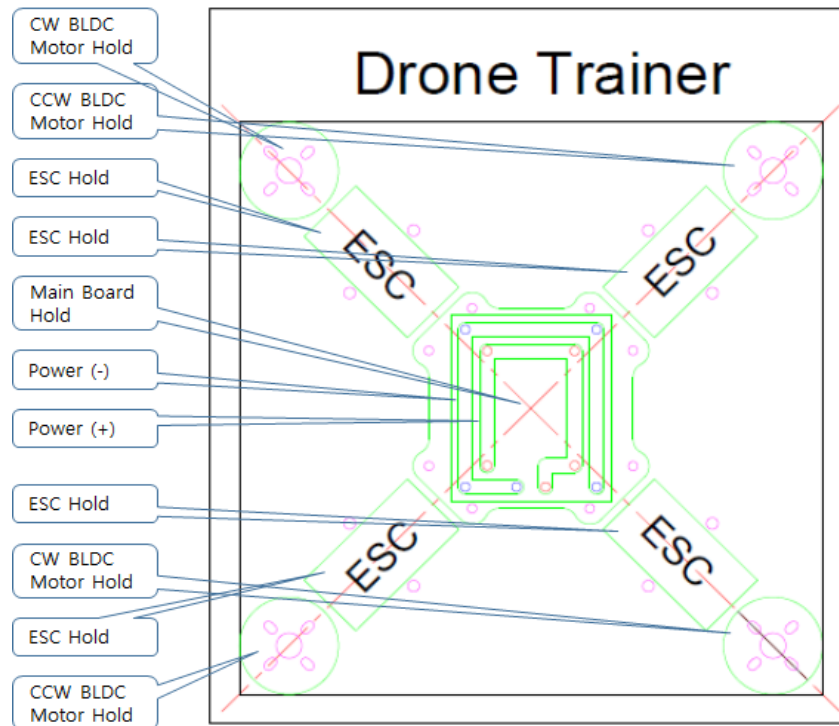 Drone Trainer
CW BLDC
Motor Hold
CCW BLDC
Motor Hold
ESC Hold
ESC Hold
Main Board
Hold
Power (-)
Power (+)
ESC Hold
CW BLDC
Motor Hold
ESC Hold
CCW BLDC
Motor Hold
ESC
ESC
ESC
ESC